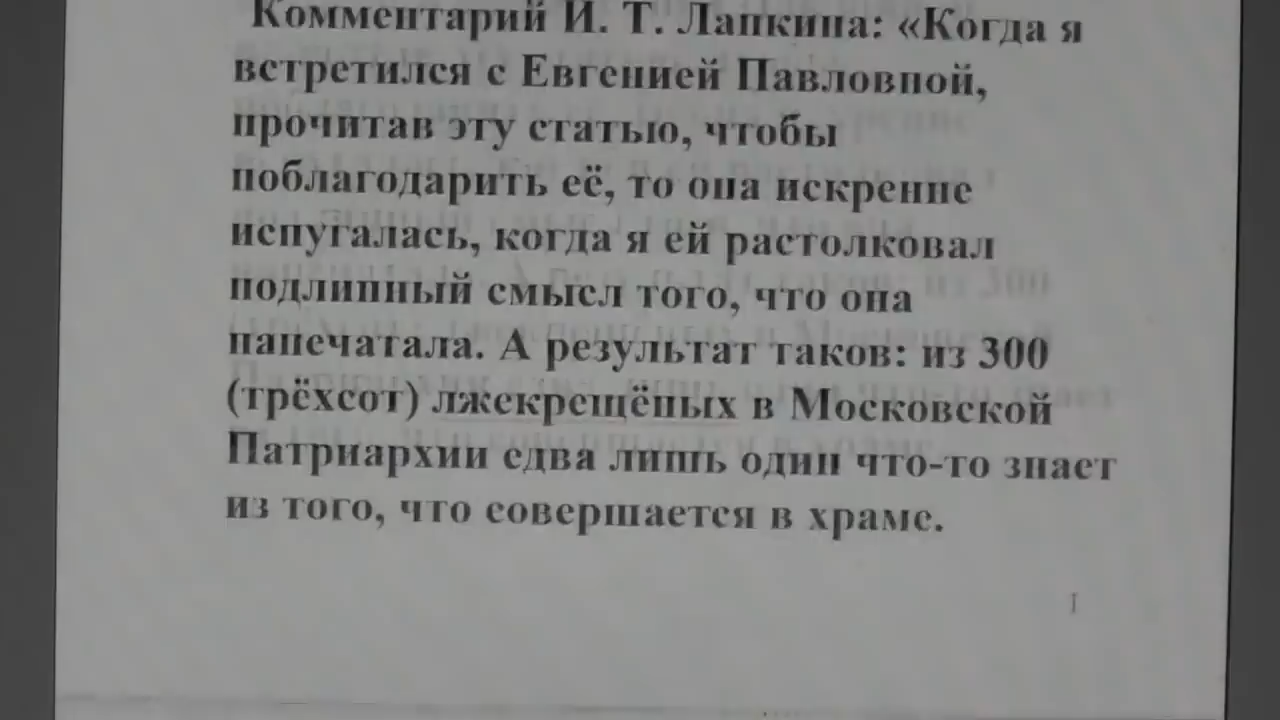 Комментарий И. Т. Лапкина: «Когда я
встретился с Евгенией Павловной,
прочитав эту статью, чтобы
поблагодарить её, то она искренне
испугалась, когда я ей растолковал
подлинный смысл того, что она
напечатала. А результат таков: из 300
(трёхсот) лжекрещёных в Московской
Патриархии едва лишь один что-то знает
из того, что совершается в храме.
1